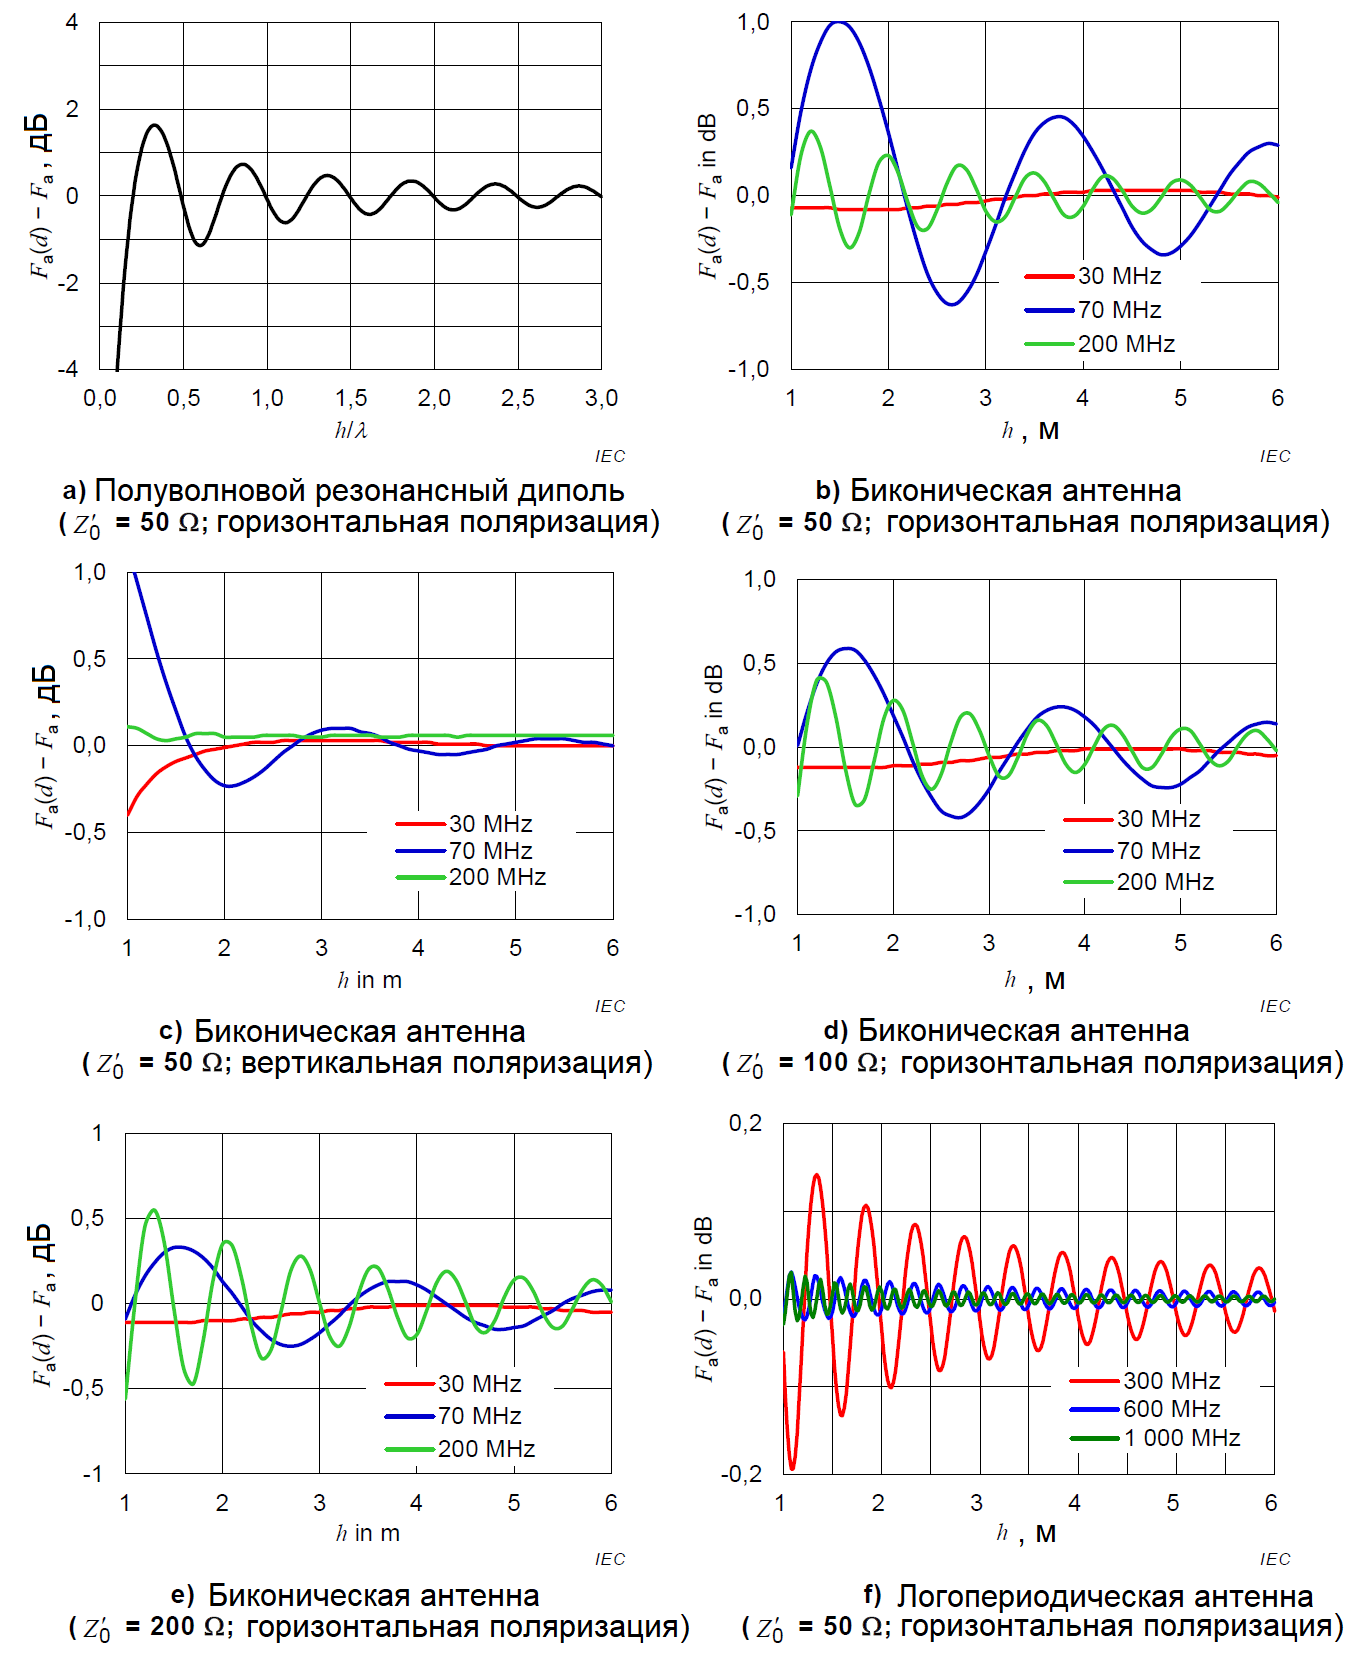 4
2
0
-2
-4
Fa(d) − Fa , дБ
0,0 0,5 1,0 1,5 2,0 2,5 3,0
h/λ
IEC
a) Полуволновой резонансный диполь
( Z′0 = 50 Ω; горизонтальная поляризация)
1,0
0,5
0,0
-0,5
-1,0
Fa(d) − Fa in dB
30 MHz
70 MHz
200 MHz
1 2 3 4 5 6
h , м
IEC
b) Биконическая антенна
( Z′0 = 50 Ω; горизонтальная поляризация)
1,0
0,5
0,0
-0,5
-1,0
Fa(d) − Fa , дБ
30 MHz
70 MHz
200 MHz
1 2 3 4 5 6
h in m
IEC
c) Биконическая антенна
( Z′0 = 50 Ω; вертикальная поляризация)
1,0
0,5
0,0
-0,5
-1,0
Fa(d) − Fa in dB
30 MHz
70 MHz
200 MHz
1 2 3 4 5 6
h , м
IEC
d) Биконическая антенна
( Z′0 = 100 Ω; горизонтальная поляризация)
1
0,5
0
-0,5
-1
Fa(d) − Fa , дБ
30 MHz
70 MHz
200 MHz
1 2 3 4 5 6
h in m
IEC
e) Биконическая антенна
( Z′0 = 200 Ω; горизонтальная поляризация)
0,2
0,0
-0,2
Fa(d) − Fa in dB
300 MHz
600 MHz
1 000 MHz
1 2 3 4 5 6
h , м
IEC
f) Логопериодическая антенна
( Z′0 = 50 Ω; горизонтальная поляризация)